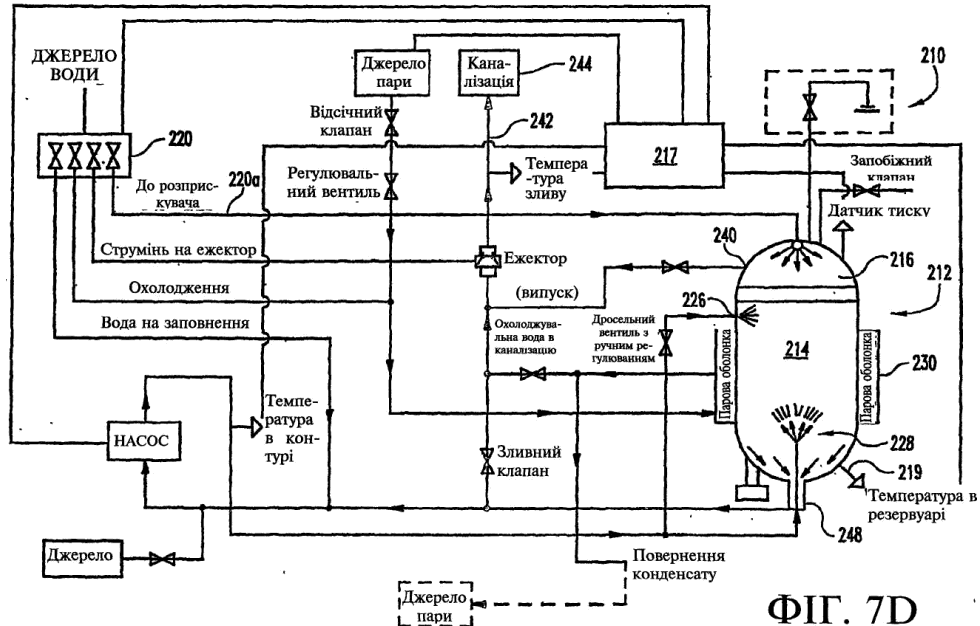 ДЖЕРЕЛО
ВОДИ
220
Джерело
пари
Кана-
лізація
244
210
Відсічний
клапан
242
217
Запобіжний
клапан
Регулюваль-
ний вентиль
Темпера
-тура
зливу
До розприс-
кувача
220a
Датчик тиску
Струмінь на ежектор
Ежектор
240
216
212
Охолодження
(випуск)
226
Вода на заповнення
Охолоджува-
льна вода в
каналізацію
Дросельний
вентиль з
ручним ре-
гулюванням
214
Парова оболонка
Парова оболонка
230
НАСОС
Темпе-
ратура
в кон-
турі
Зливний
клапан
228
219
Температура в
резервуарі
248
Джерело
Повернення
конденсату
Джерело
пари
ФІГ. 7D